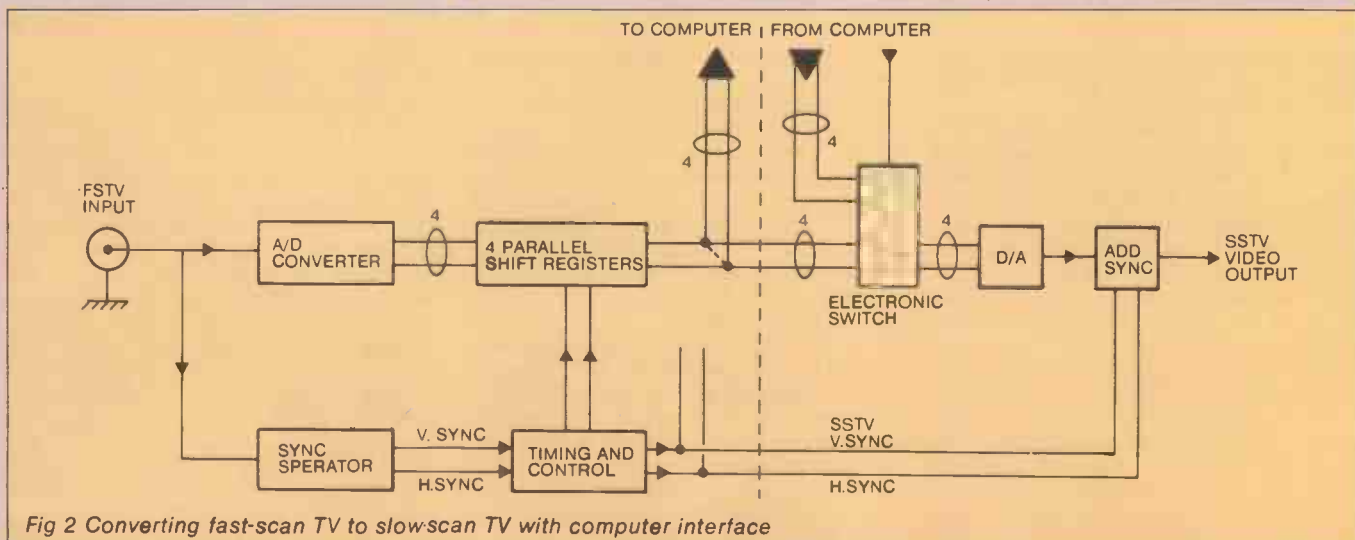 TO COMPUTER
FROM COMPUTER
4
4
FSTV
INPUT
A/D
CONVERTER
4
4 PARALLEL
SHIFT REGISTERS
4
ELECTRONIC
SWITCH
4
D/A
ADD
SYNC
SSTV
VIDEO
OUTPUT
SYNC
SPERATOR
V. SYNC
H.SYNC
TIMING AND
CONTROL
SSTV
V.SYNC
H.SYNC
Fig 2 Converting fast-scan TV to slow-scan TV with computer interface